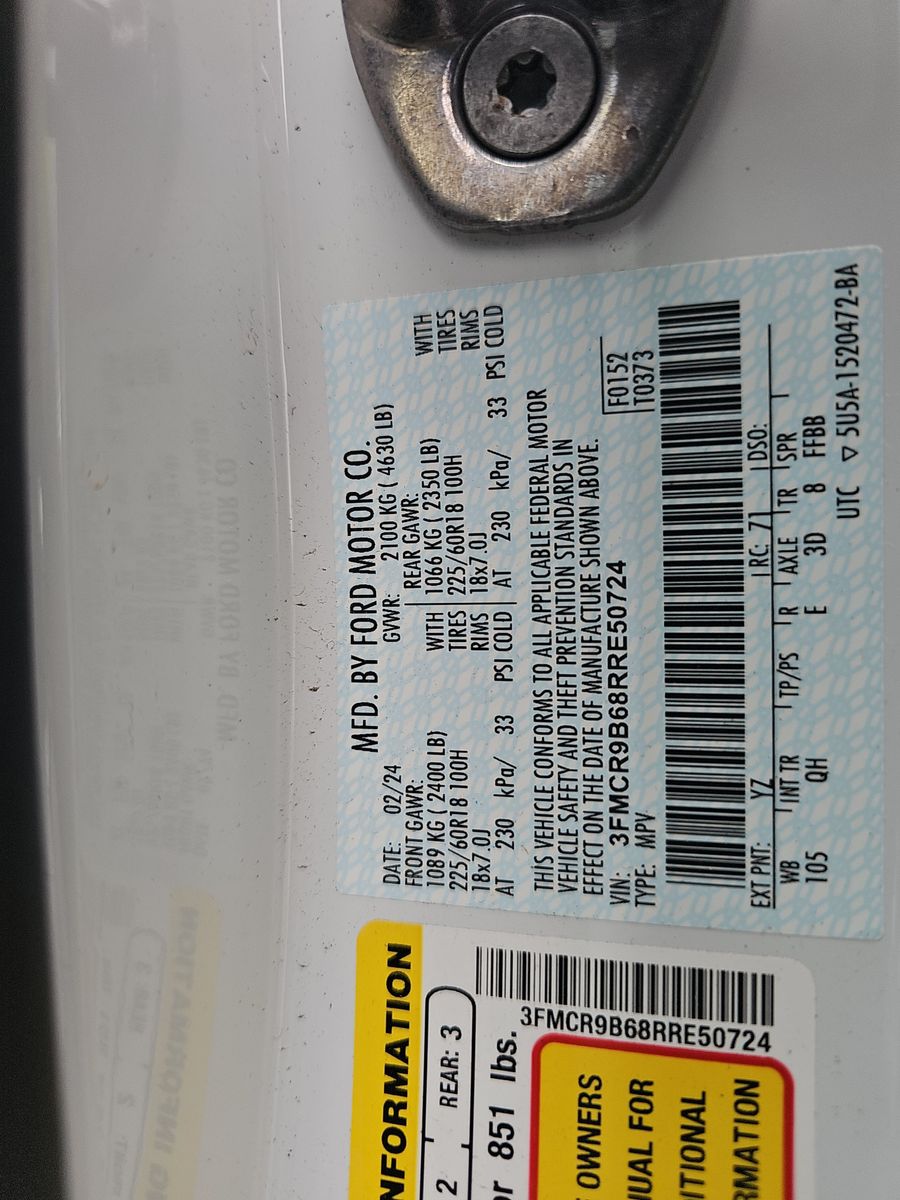 MFD. BY FORD MOTOR CO.
DATE: 02/24 GVWR: 2100 KG ( 4630 LB)
FRONT GAWR: REAR GAWR:
1089 KG ( 2400 LB) WITH 1066 KG ( 2350 LB) WITH
225/60R18 100H TIRES 225/60R18 100H TIRES
18x7.0J RIMS 18x7.0J RIMS
AT 230 kPa/ 33 PSI COLD AT 230 kPa/ 33 PSI COLD
THIS VEHICLE CONFORMS TO ALL APPLICABLE FEDERAL MOTOR
VEHICLE SAFETY AND THEFT PREVENTION STANDARDS IN
EFFECT ON THE DATE OF MANUFACTURE SHOWN ABOVE.
VIN: 3FMCR9B68RRE50724 F0152
TYPE: MPV T0373
EXT PNT: YZ RC: 71 DSO:
WB INT TR TP/PS R AXLE TR SPR
105 QH E 3D 8 FFBB
UTC ▽ 5U5A-1520472-BA
NFORMATION
2 REAR: 3
or 851 lbs.
3FMCR9B68RRE50724
OWNERS
UAL FOR
ITIONAL
RMATION